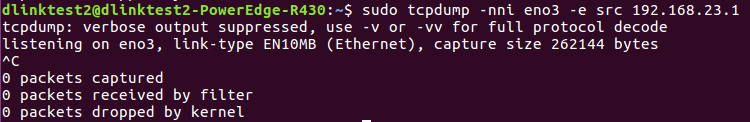 dlinktest2@dlinktest2-PowerEdge-R430:~$ sudo tcpdump -nni eno3 -e src 192.168.23.1
tcpdump: verbose output suppressed, use -v or -vv for full protocol decode
listening on eno3, link-type EN10MB (Ethernet), capture size 262144 bytes
^C
0 packets captured
0 packets received by filter
0 packets dropped by kernel